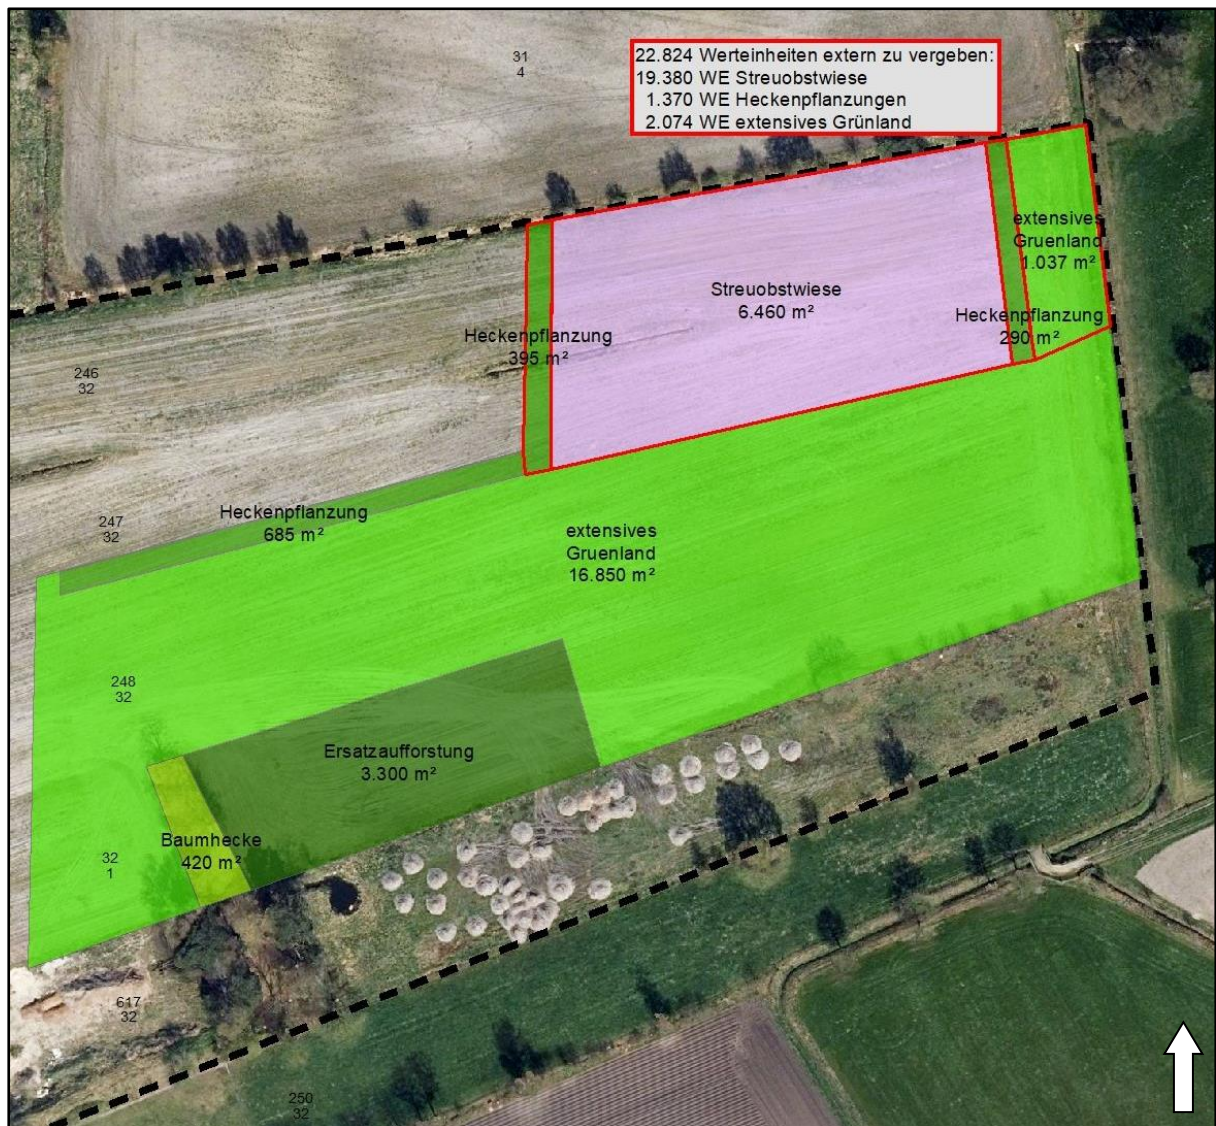 31
4
22.824 Werteinheiten extern zu vergeben:
19.380 WE Streuobstwiese
1.370 WE Heckenpflanzungen
2.074 WE extensives Grünland
extensives
Gruenland
1.037 m²
Streuobstwiese
6.460 m²
Heckenpflanzung
290 m²
Heckenpflanzung
395 m²
246
32
247
32
Heckenpflanzung
685 m²
extensives
Gruenland
16.850 m²
248
32
Ersatzaufforstung
3.300 m²
Baumhecke
420 m²
32
1
617
32
250
32